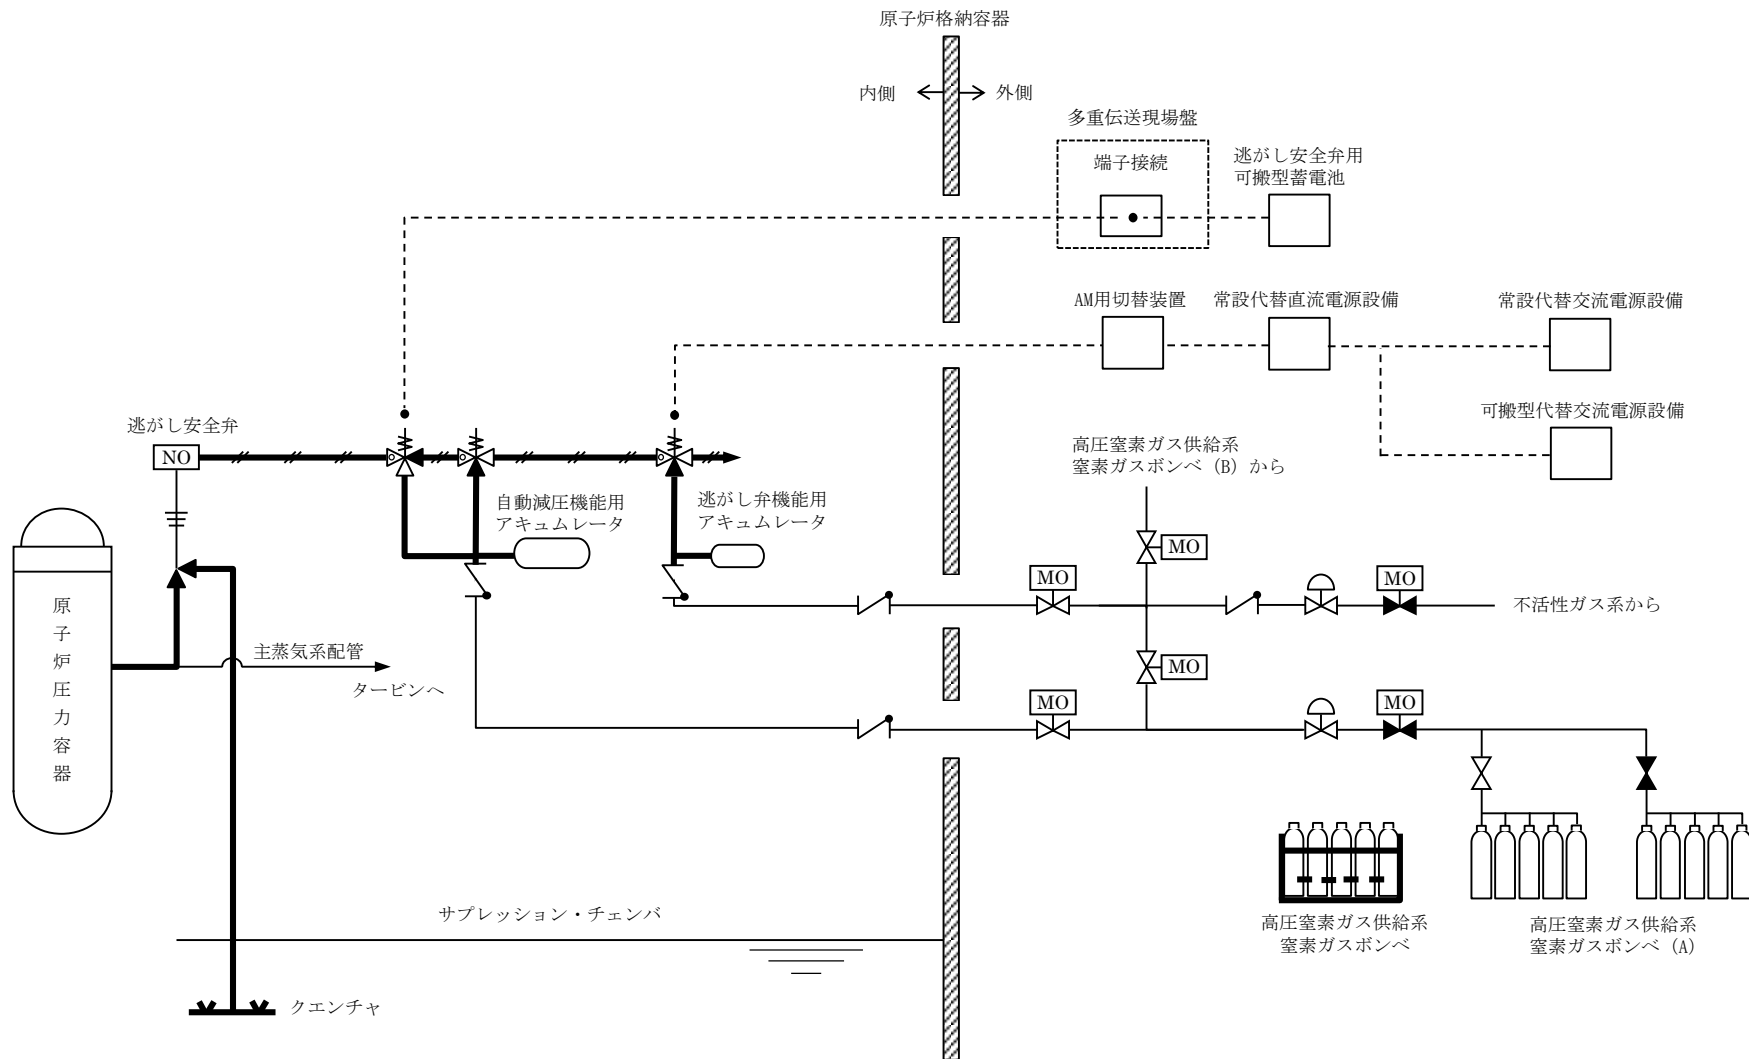 原子炉格納容器
内側
外側
多重伝送現場盤
端子接続
逃がし安全弁用
可搬型蓄電池
AM用切替装置
常設代替直流電源設備
常設代替交流電源設備
可搬型代替交流電源設備
逃がし安全弁
NO
高圧窒素ガス供給系
窒素ガスボンベ (B) から
自動減圧機能用
アキュムレータ
逃がし弁機能用
アキュムレータ
MO
MO
MO
不活性ガス系から
原子炉圧力容器
主蒸気系配管
タービンへ
MO
MO
MO
サプレッション・チェンバ
高圧窒素ガス供給系
窒素ガスボンベ
高圧窒素ガス供給系
窒素ガスボンベ (A)
クエンチャ